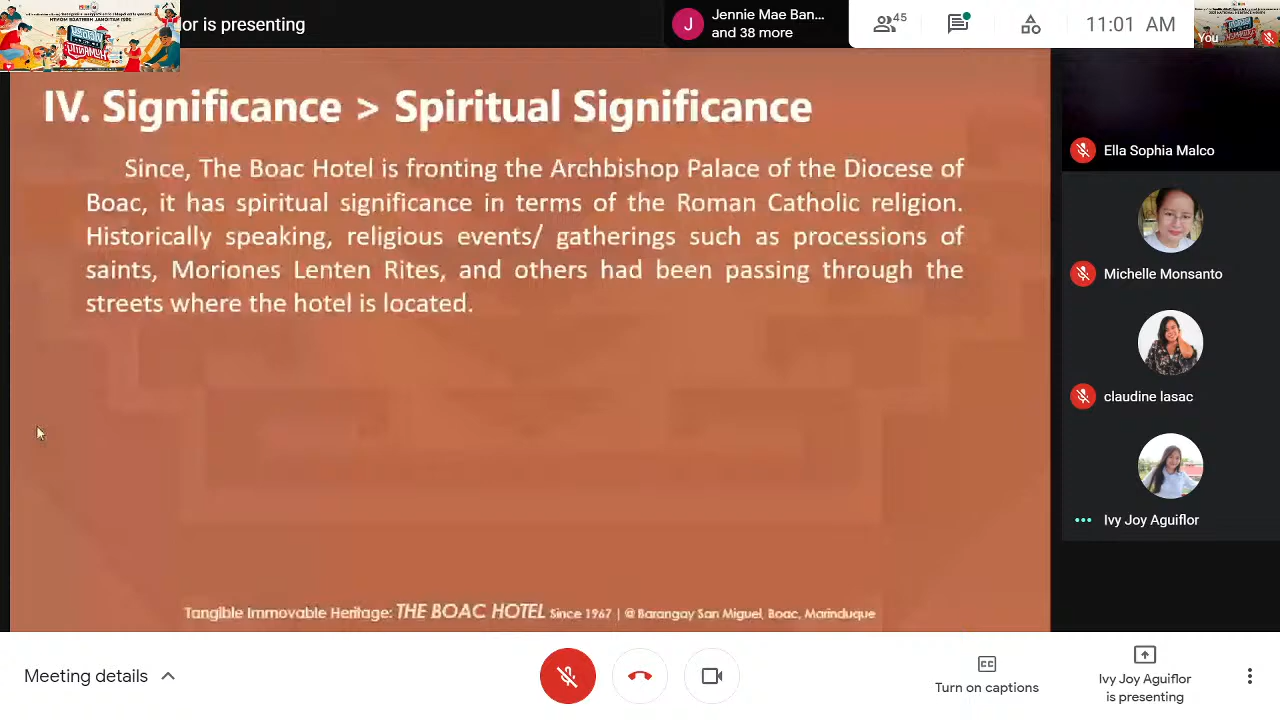 lor is presenting
Jennie Mae Ban...
and 38 more
45
11:01 AM
You
IV. Significance > Spiritual Significance
Since, The Boac Hotel is fronting the Archbishop Palace of the Diocese of
Boac, it has spiritual significance in terms of the Roman Catholic religion.
Historically speaking, religious events/ gatherings such as processions of
saints, Moriones Lenten Rites, and others had been passing through the
streets where the hotel is located.
Tangible Immovable Heritage: THE BOAC HOTEL Since 1967 | @ Barangay San Miguel, Boac, Marinduque
Ella Sophia Malco
Michelle Monsanto
claudine lasac
Ivy Joy Aguiflor
Meeting details
CC
Turn on captions
Ivy Joy Aguiflor
is presenting